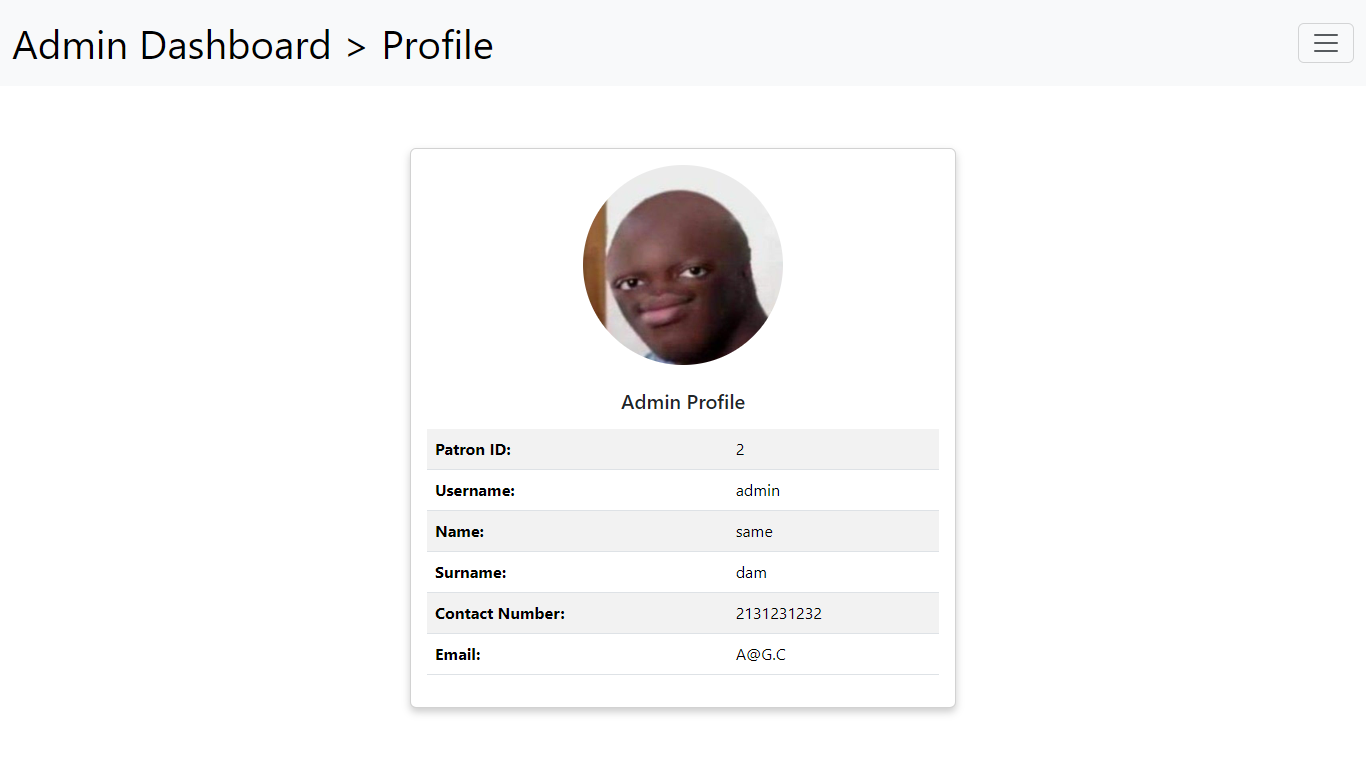 Admin Dashboard > Profile
Admin Profile
Patron ID: 2
Username: admin
Name: same
Surname: dam
Contact Number: 2131231232
Email: A@G.C